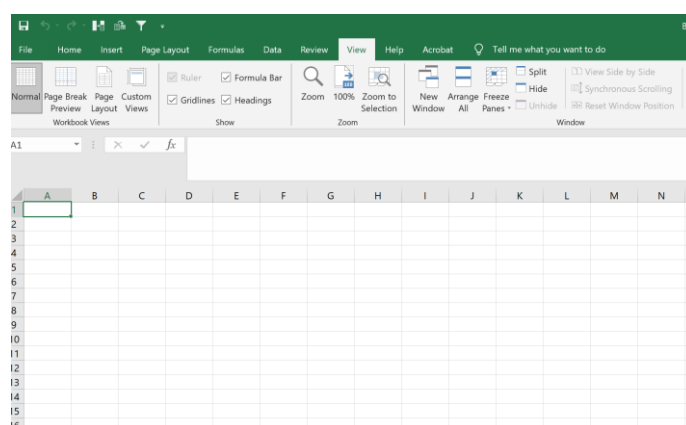 B
File Home Insert Page Layout Formulas Data Review View Help Acrobat Tell me what you want to do
Normal Page Break Preview Page Layout Custom Views
Workbook Views
Ruler Formula Bar
Gridlines Headings
Show
Zoom 100% Zoom to Selection
Zoom
New Window Arrange All Freeze Panes
Split
Hide
Unhide
View Side by Side
Synchronous Scrolling
Reset Window Position
Window
A1 fx
A B C D E F G H I J K L M N
1
2
3
4
5
6
7
8
9
10
11
12
13
14
15
16